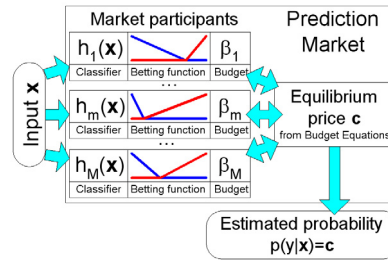 Market participants
Prediction
Market
Input x
h1(x)
β1
Classifier Betting function Budget
...
hm(x)
βm
Classifier Betting function Budget
...
hM(x)
βM
Classifier Betting function Budget
Equilibrium
price c
from Budget Equations
Estimated probability
p(y|x)=c